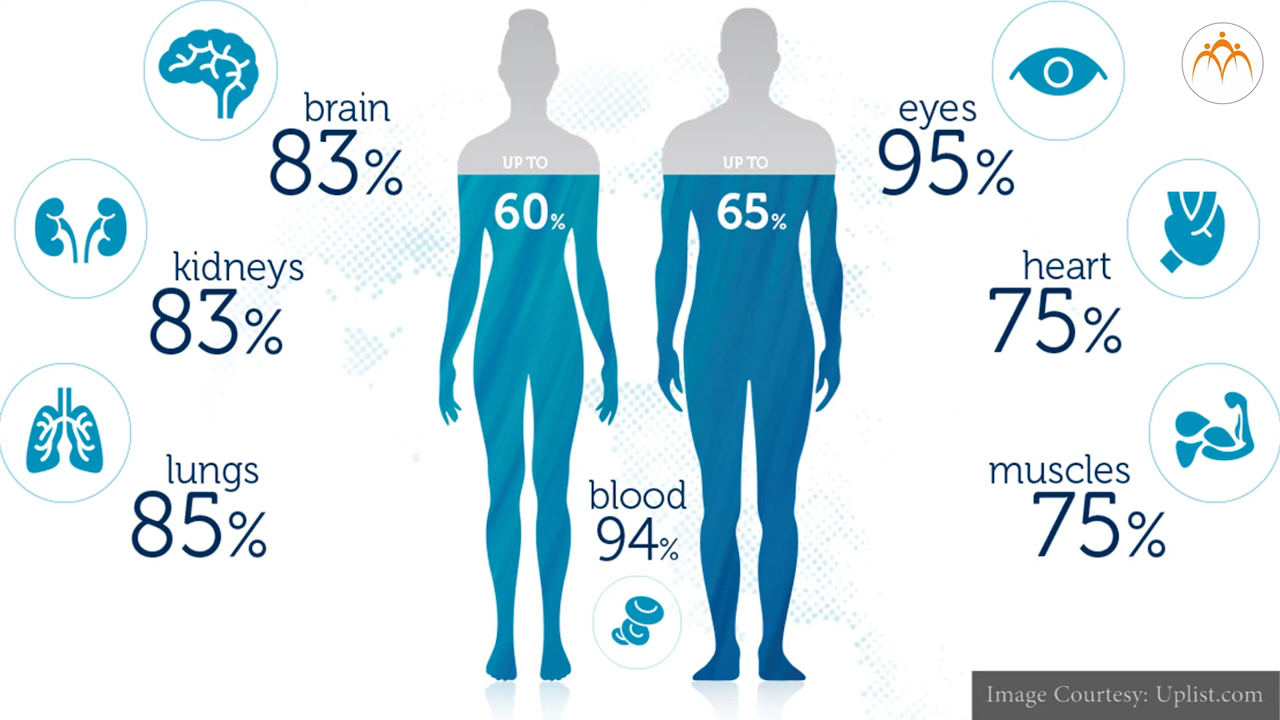 brain
83%
kidneys
83%
lungs
85%
UP TO
60%
UP TO
65%
blood
94%
eyes
95%
heart
75%
muscles
75%
Image Courtesy: Uplist.com